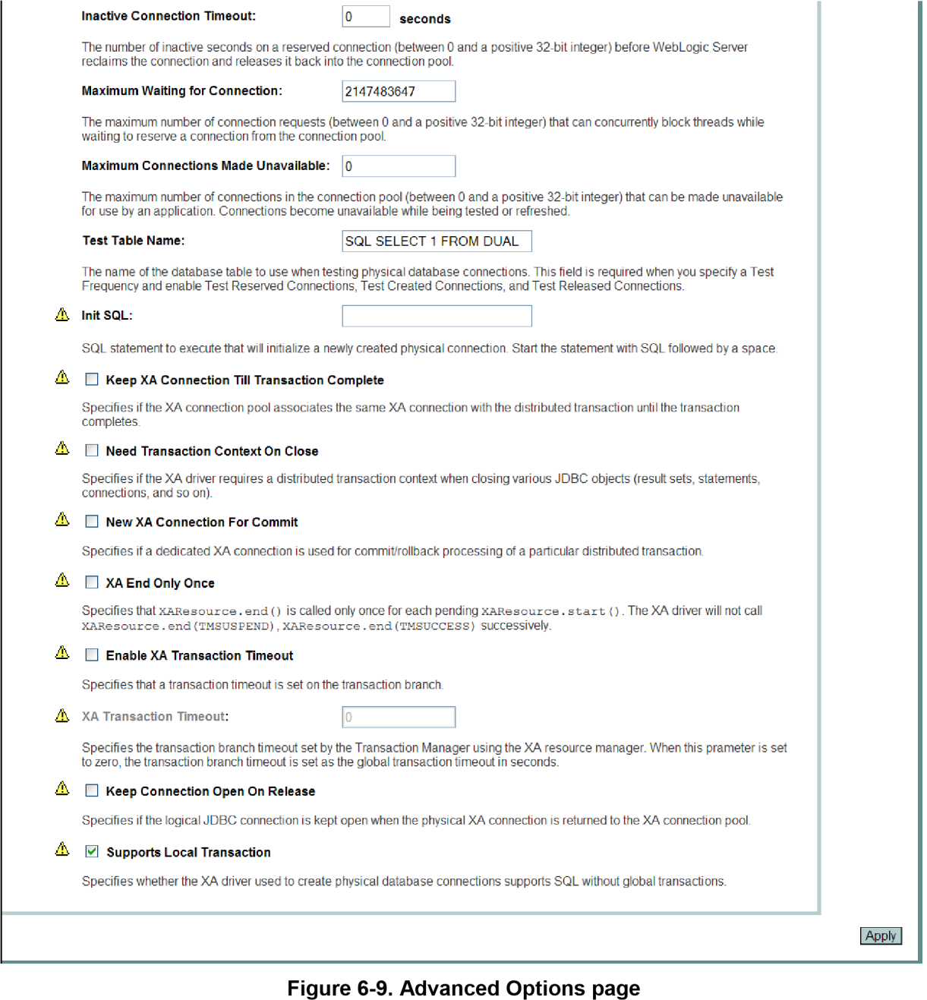 Inactive Connection Timeout: 0 seconds
The number of inactive seconds on a reserved connection (between 0 and a positive 32-bit integer) before WebLogic Server
reclaims the connection and releases it back into the connection pool.
Maximum Waiting for Connection: 2147483647
The maximum number of connection requests (between 0 and a positive 32-bit integer) that can concurrently block threads while
waiting to reserve a connection from the connection pool.
Maximum Connections Made Unavailable: 0
The maximum number of connections in the connection pool (between 0 and a positive 32-bit integer) that can be made unavailable
for use by an application. Connections become unavailable while being tested or refreshed.
Test Table Name: SQL SELECT 1 FROM DUAL
The name of the database table to use when testing physical database connections. This field is required when you specify a Test
Frequency and enable Test Reserved Connections, Test Created Connections, and Test Released Connections.
Init SQL:
SQL statement to execute that will initialize a newly created physical connection. Start the statement with SQL followed by a space.
Keep XA Connection Till Transaction Complete
Specifies if the XA connection pool associates the same XA connection with the distributed transaction until the transaction
completes.
Need Transaction Context On Close
Specifies if the XA driver requires a distributed transaction context when closing various JDBC objects (result sets, statements,
connections, and so on).
New XA Connection For Commit
Specifies if a dedicated XA connection is used for commit/rollback processing of a particular distributed transaction.
XA End Only Once
Specifies that XAResource.end() is called only once for each pending XAResource.start(). The XA driver will not call
XAResource.end(TMSUSPEND), XAResource.end(TMSUCCESS) successively.
Enable XA Transaction Timeout
Specifies that a transaction timeout is set on the transaction branch.
XA Transaction Timeout: 0
Specifies the transaction branch timeout set by the Transaction Manager using the XA resource manager. When this prameter is set
to zero, the transaction branch timeout is set as the global transaction timeout in seconds.
Keep Connection Open On Release
Specifies if the logical JDBC connection is kept open when the physical XA connection is returned to the XA connection pool.
Supports Local Transaction
Specifies whether the XA driver used to create physical database connections supports SQL without global transactions.
Apply
Figure 6-9. Advanced Options page